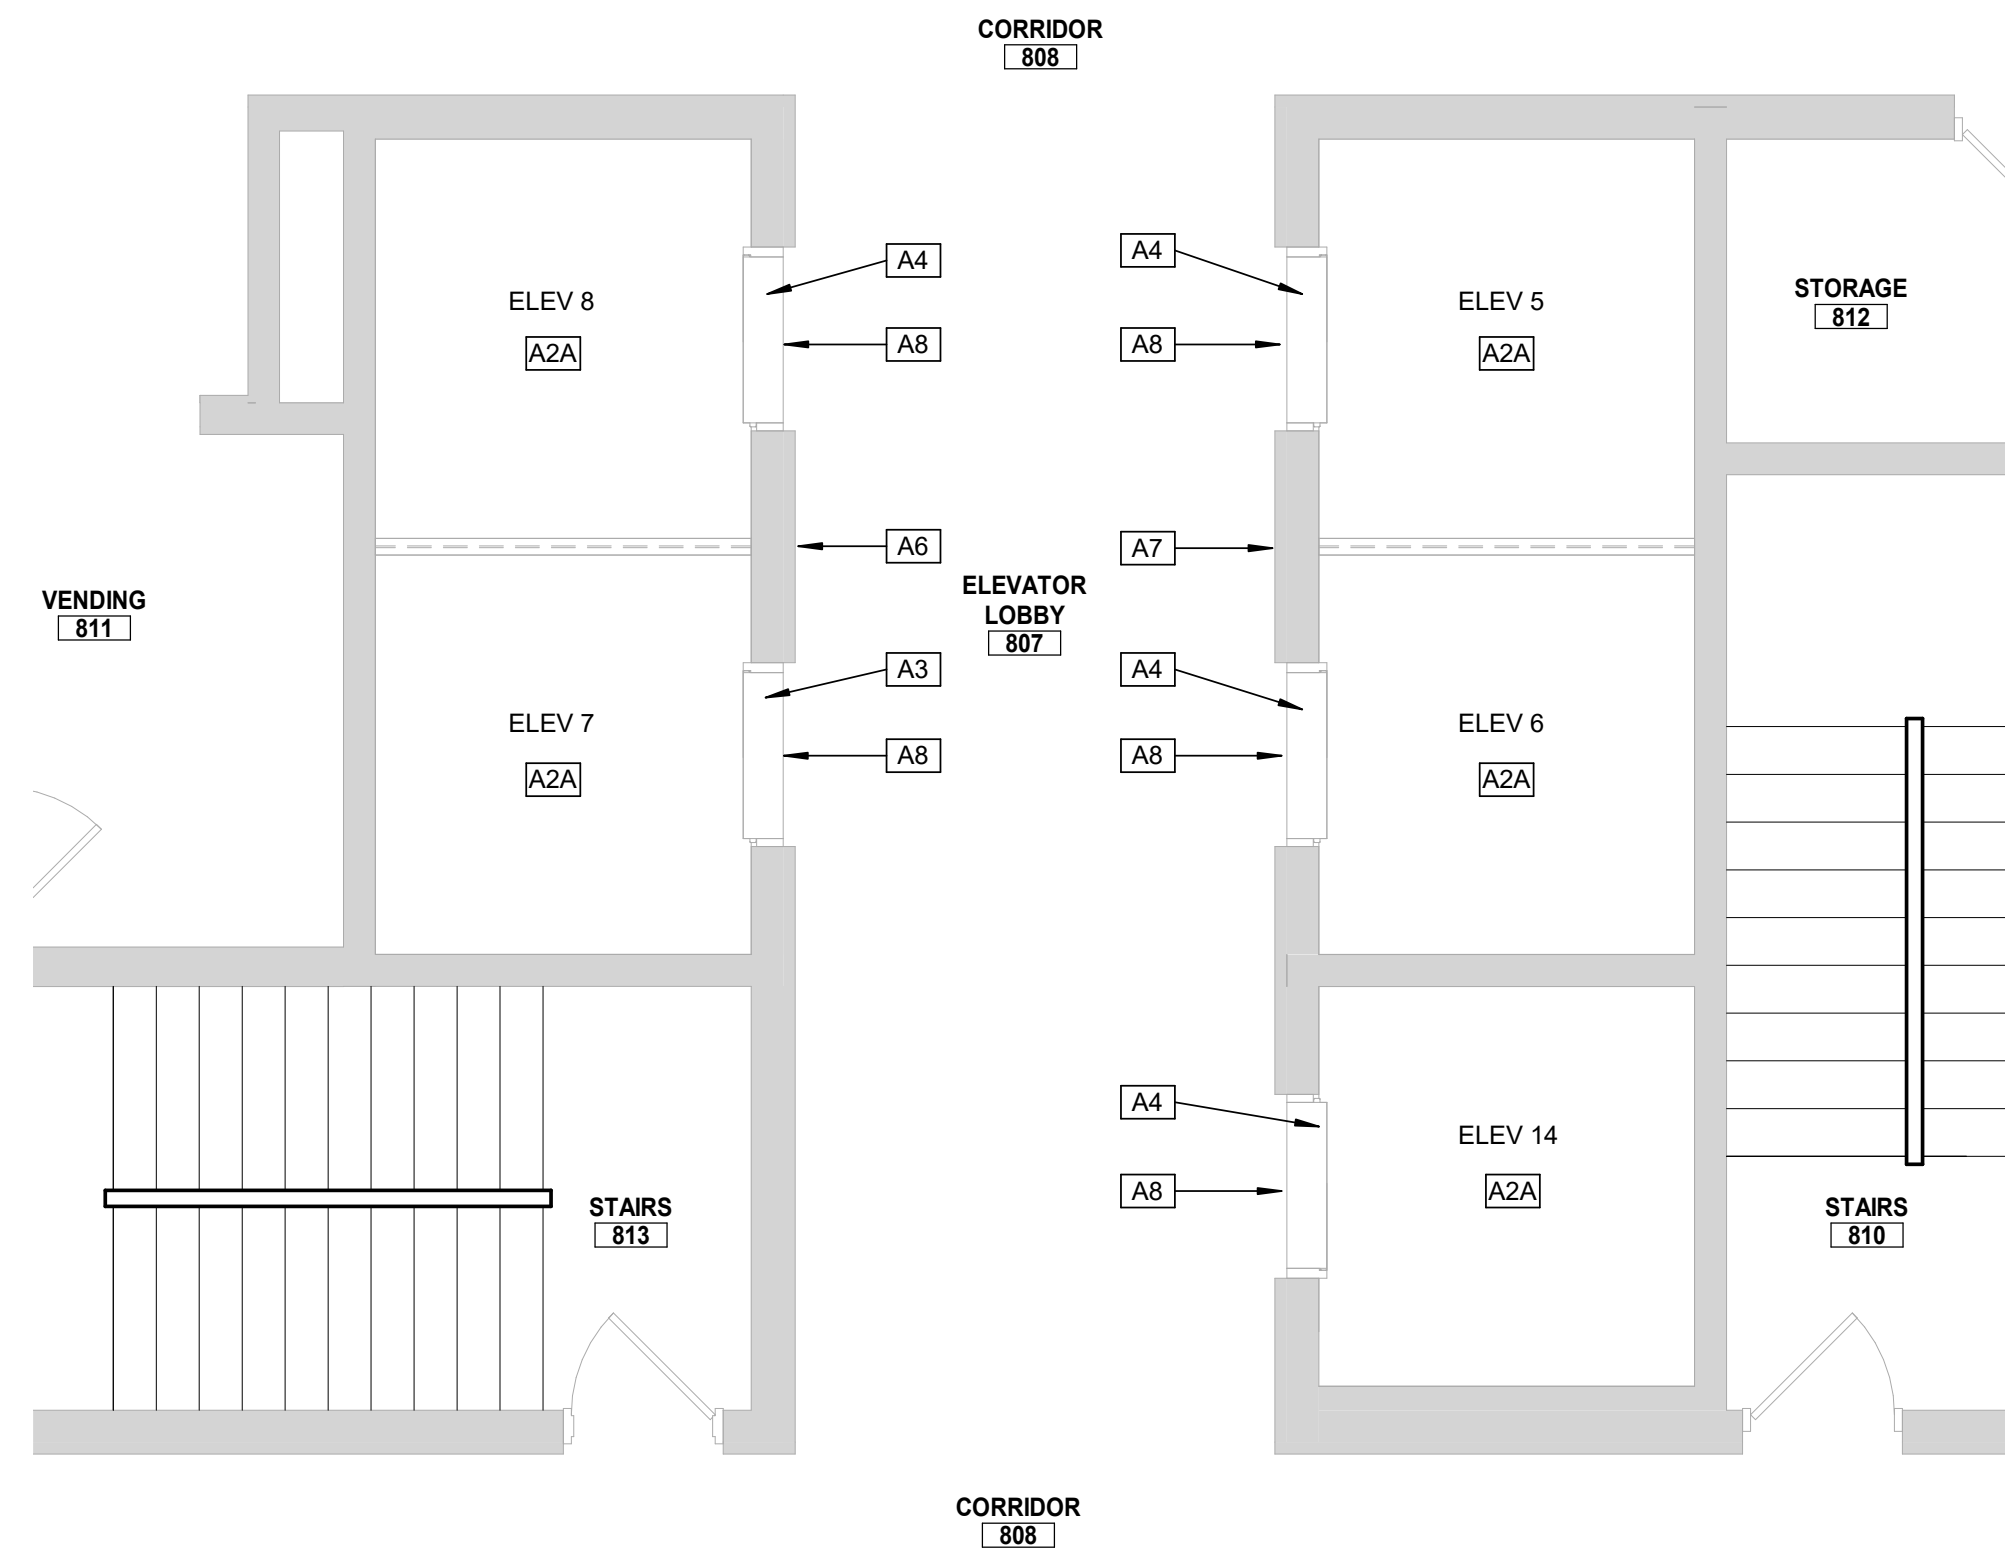 CORRIDOR
808
A4
A4
ELEV 8
ELEV 5
STORAGE
812
A2A
A8
A8
A2A
A6
A7
VENDING
811
ELEVATOR
LOBBY
807
A3
A4
ELEV 7
ELEV 6
A2A
A8
A8
A2A
A4
ELEV 14
A8
A2A
STAIRS
813
STAIRS
810
CORRIDOR
808